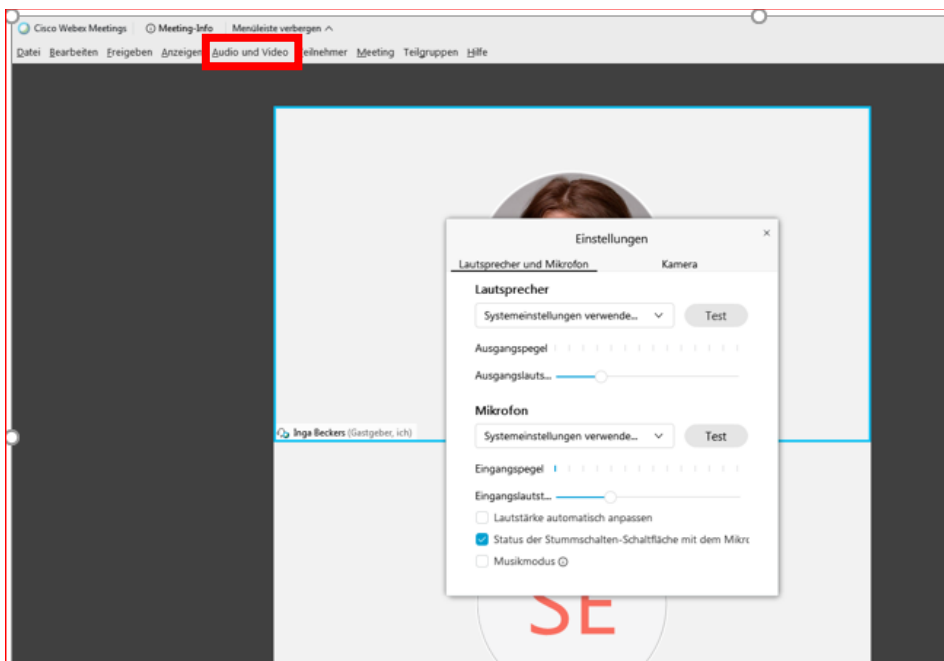 Cisco Webex Meetings Meeting-Info Menüleiste verbergen
Datei Bearbeiten Freigeben Anzeigen Audio und Video eilnehmer Meeting Teilgruppen Hilfe
Einstellungen
Lautsprecher und Mikrofon Kamera
Lautsprecher
Systemeinstellungen verwende... Test
Ausgangspegel
Ausgangslauts...
Mikrofon
Inga Beckers (Gastgeber, ich)
Systemeinstellungen verwende... Test
Eingangspegel
Eingangslautst...
Lautstärke automatisch anpassen
Status der Stummschalten-Schaltfläche mit dem Mikrc
Musikmodus
SE